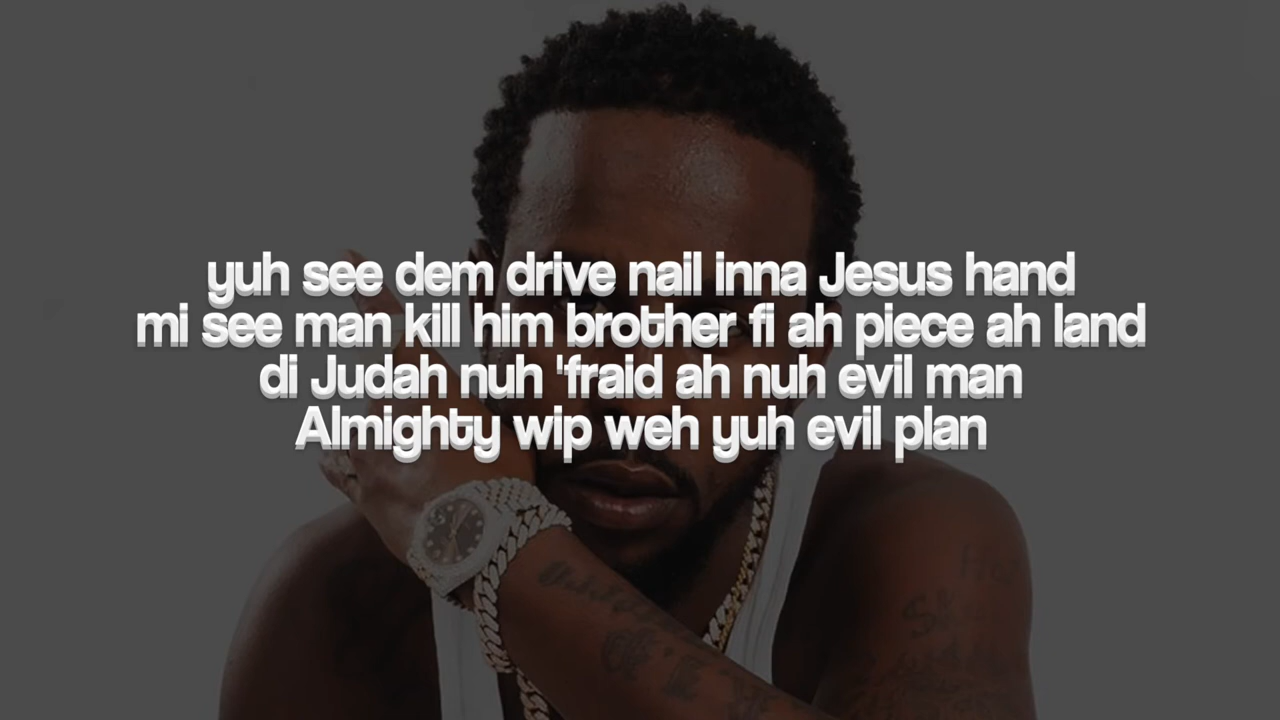 yuh see dem drive nail inna Jesus hand
mi see man kill him brother fi ah piece ah land
di Judah nuh 'fraid ah nuh evil man
Almighty wip weh yuh evil plan